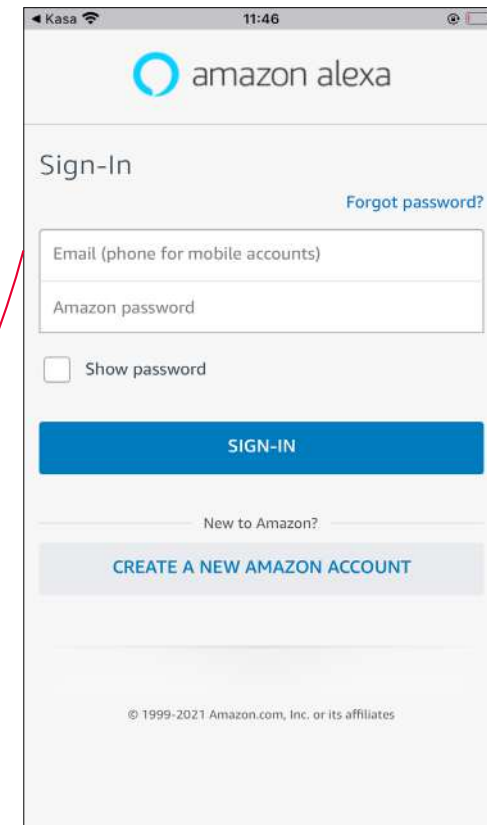 ◀ Kasa 11:46
amazon alexa
Sign-In
Forgot password?
Email (phone for mobile accounts)
Amazon password
Show password
SIGN-IN
New to Amazon?
CREATE A NEW AMAZON ACCOUNT
© 1999-2021 Amazon.com, Inc. or its affiliates